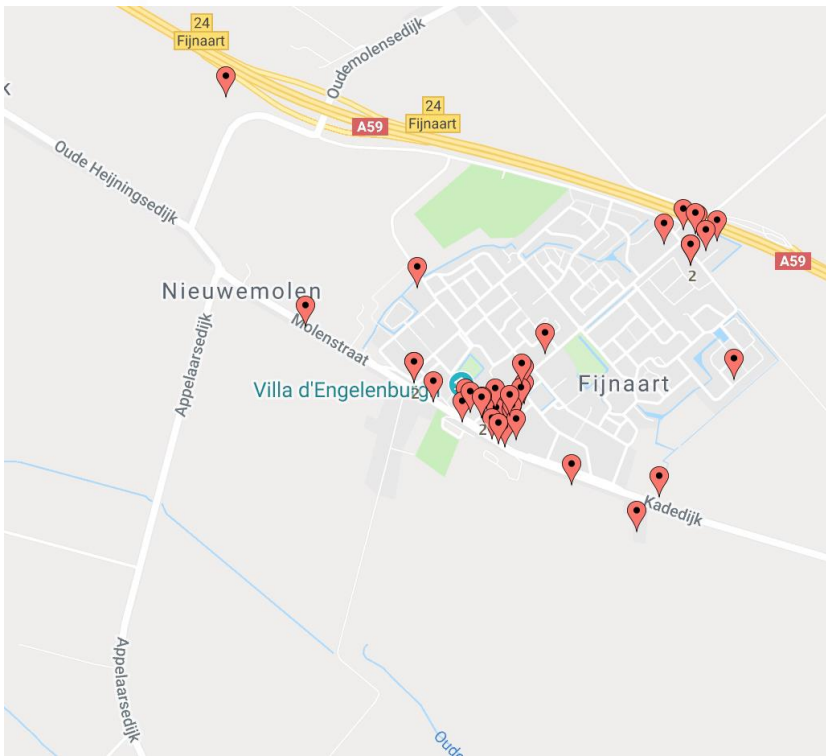 24
Fijnaart
Oudemolensedijk
k
24
Fijnaart
A59
Oude Heijningsedijk
A59
2
Nieuwemolen
Molenstraat
Appelaarsedijk
Villa d'Engelenburgh
2
Fijnaart
2
Kadedijk
Appelaarsedijk
Oude